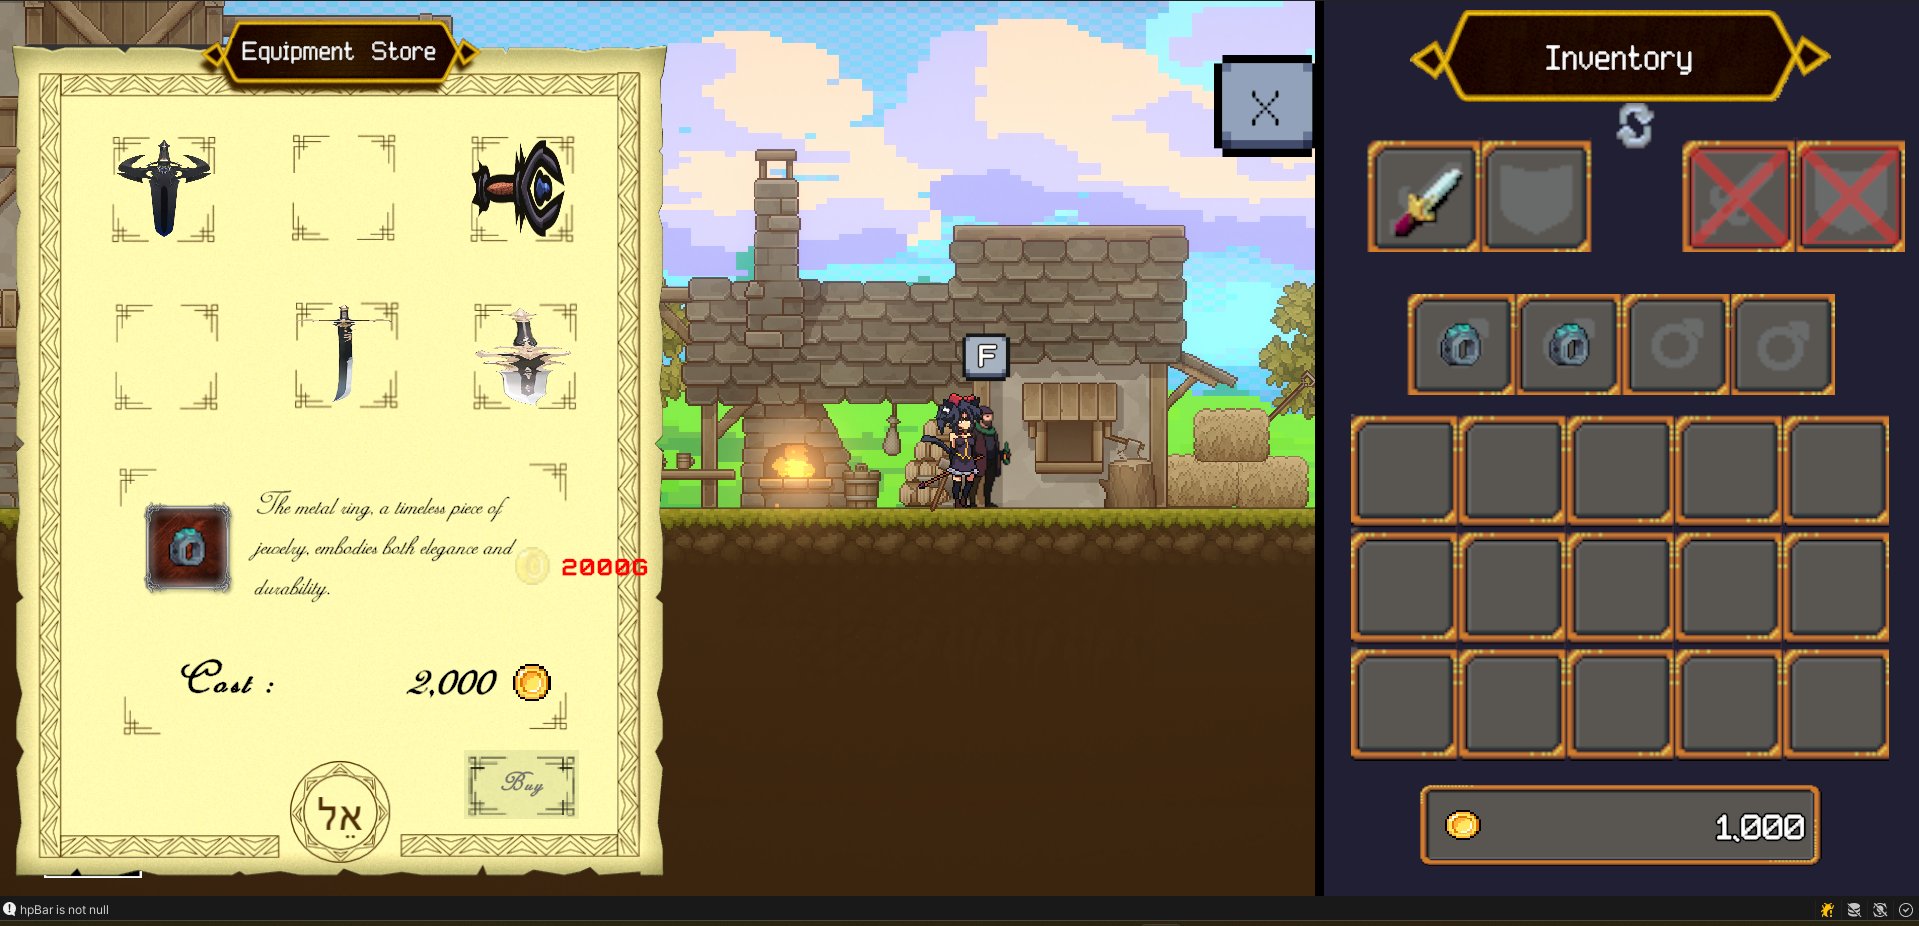 Equipment Store
X
Inventory
F
The metal ring, a timeless piece of
jewelry, embodies both elegance and
durability.
2000G
Cost :
2,000
Buy
אֵל
1,000
hpBar is not null